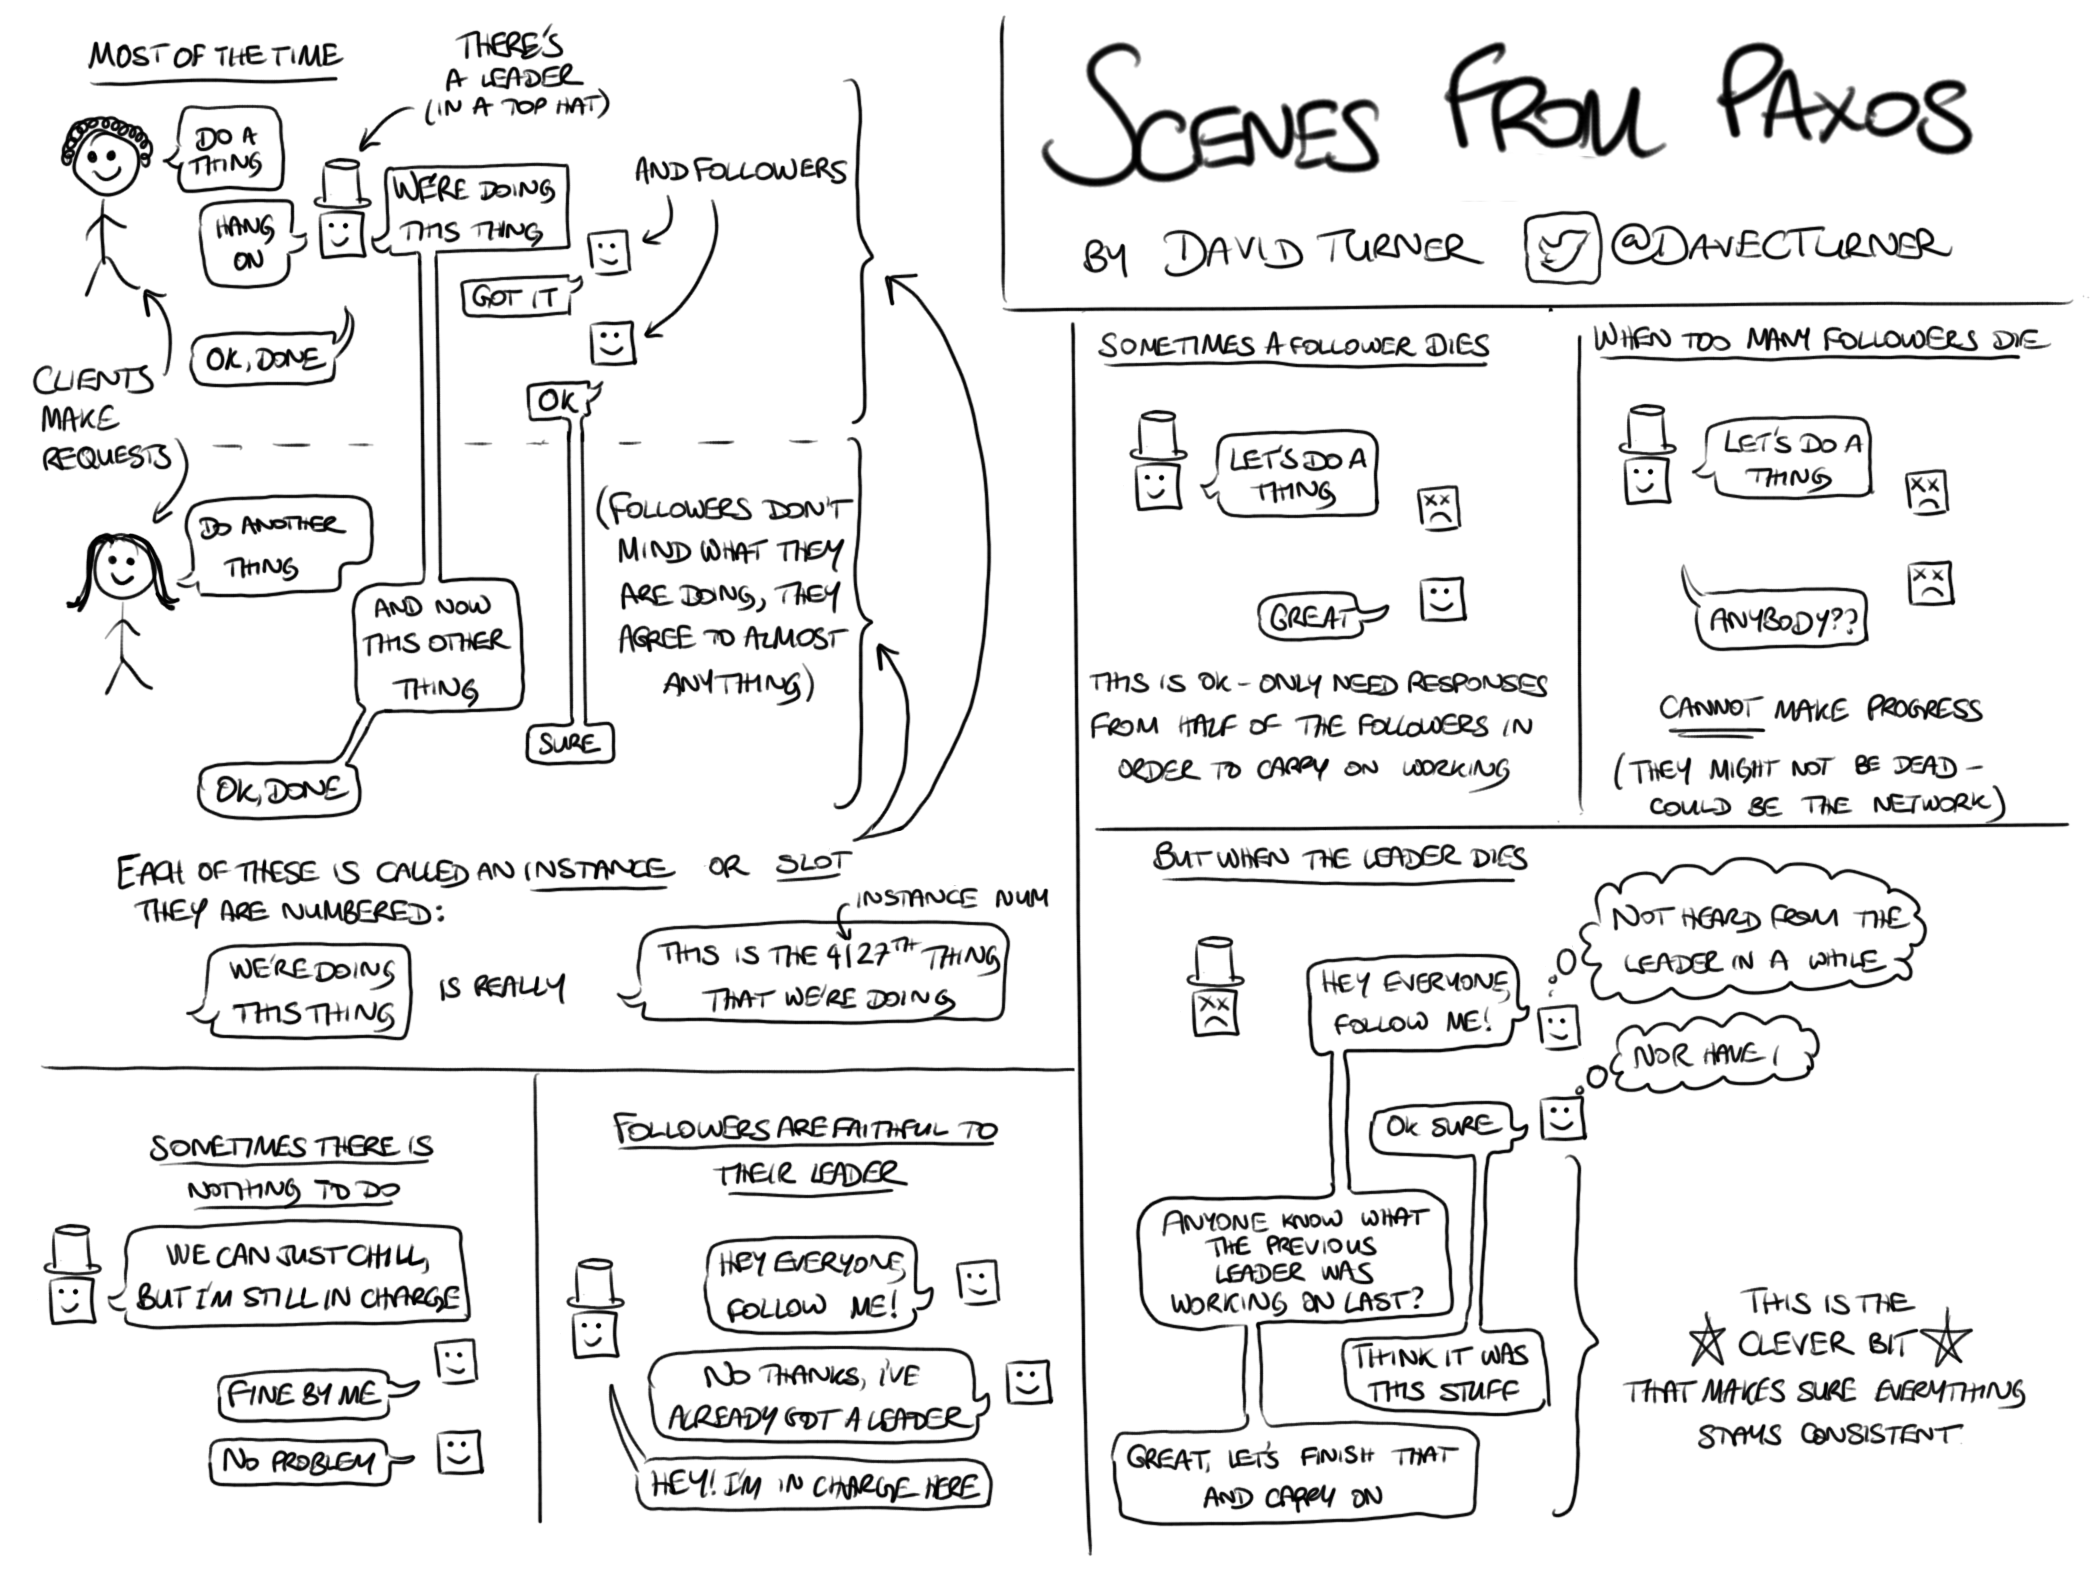 SCENES FROM PAXOS
BY DAVID TURNER @DAVECTURNER
MOST OF THE TIME
THERE'S
A LEADER
(IN A TOP HAT)
DO A
THING
HANG
ON
WE'RE DOING
THIS THING
AND FOLLOWERS
GOT IT
OK, DONE
OK
CLIENTS
MAKE
REQUESTS
DO ANOTHER
THING
AND NOW
THIS OTHER
THING
(FOLLOWERS DON'T
MIND WHAT THEY
ARE DOING, THEY
AGREE TO ALMOST
ANYTHING)
SURE
OK, DONE
EACH OF THESE IS CALLED AN INSTANCE OR SLOT
THEY ARE NUMBERED:
INSTANCE NUM
WE'RE DOING
THIS THING
IS REALLY
THIS IS THE 4127TH THING
THAT WE'RE DOING
SOMETIMES THERE IS
NOTHING TO DO
WE CAN JUST CHILL,
BUT I'M STILL IN CHARGE
FINE BY ME
NO PROBLEM
FOLLOWERS ARE FAITHFUL TO
THEIR LEADER
HEY EVERYONE,
FOLLOW ME!
NO THANKS, I'VE
ALREADY GOT A LEADER
HEY! I'M IN CHARGE HERE
SOMETIMES A FOLLOWER DIES
LET'S DO A
THING
GREAT
THIS IS OK - ONLY NEED RESPONSES
FROM HALF OF THE FOLLOWERS IN
ORDER TO CARRY ON WORKING
WHEN TOO MANY FOLLOWERS DIE
LET'S DO A
THING
ANYBODY??
CANNOT MAKE PROGRESS
(THEY MIGHT NOT BE DEAD -
COULD BE THE NETWORK)
BUT WHEN THE LEADER DIES
NOT HEARD FROM THE
LEADER IN A WHILE
HEY EVERYONE,
FOLLOW ME!
NOR HAVE I
OK SURE
ANYONE KNOW WHAT
THE PREVIOUS
LEADER WAS
WORKING ON LAST?
THINK IT WAS
THIS STUFF
GREAT, LET'S FINISH THAT
AND CARRY ON
THIS IS THE
CLEVER BIT
THAT MAKES SURE EVERYTHING
STAYS CONSISTENT